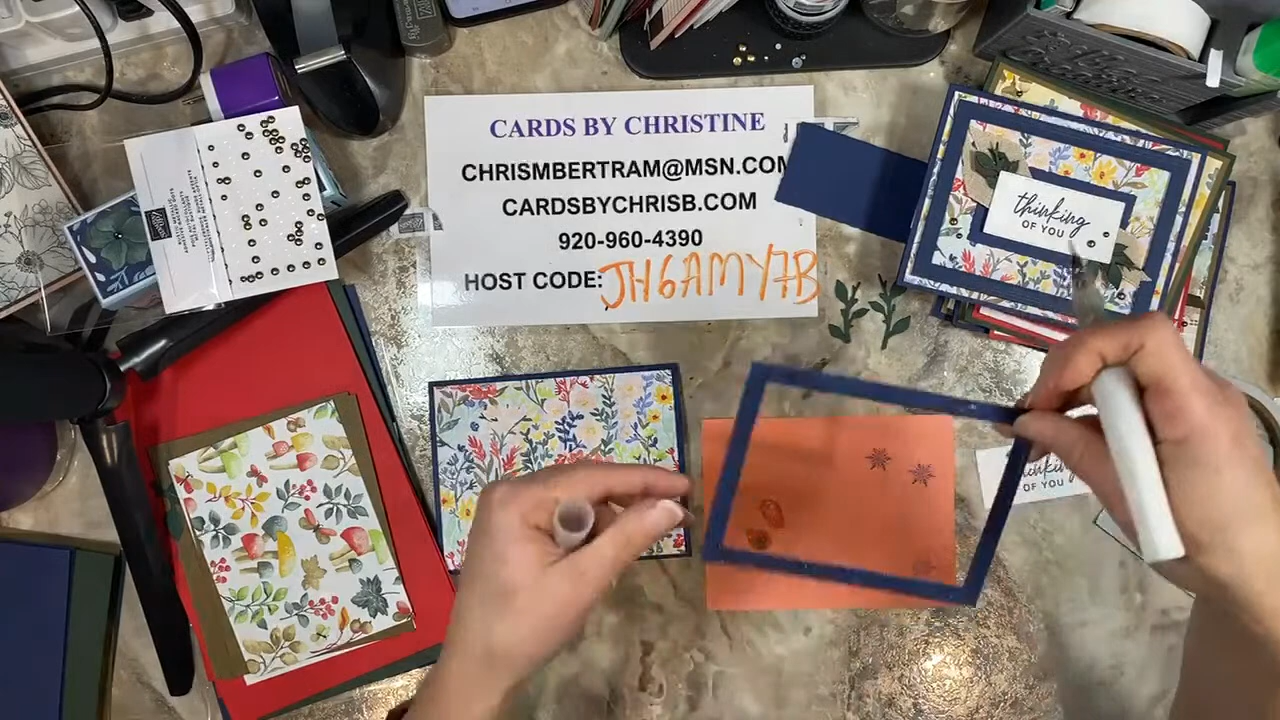 CARDS BY CHRISTINE
CHRISMBERTRAM@MSN.COM
CARDSBYCHRISB.COM
920-960-4390
HOST CODE: JH6AMY7B
thinking
OF YOU
thinking
OF YOU